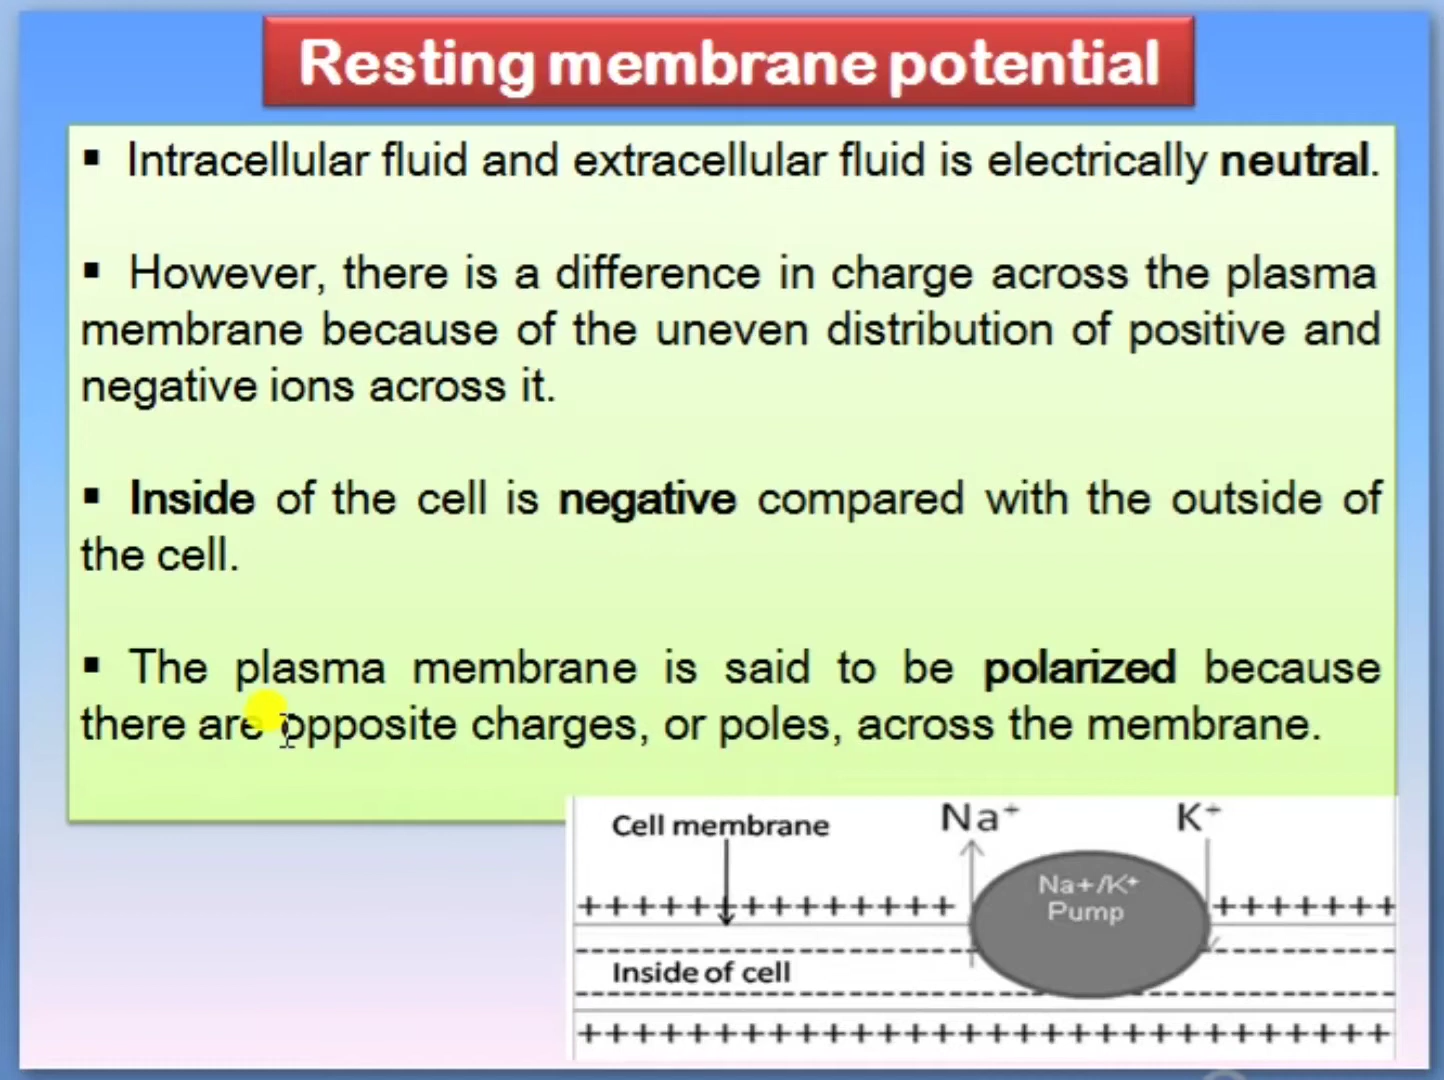 Resting membrane potential
▪ Intracellular fluid and extracellular fluid is electrically neutral.
▪ However, there is a difference in charge across the plasma
membrane because of the uneven distribution of positive and
negative ions across it.
▪ Inside of the cell is negative compared with the outside of
the cell.
▪ The plasma membrane is said to be polarized because
there are opposite charges, or poles, across the membrane.
Cell membrane
Na⁺
K⁺
Na+/K+
Pump
++++++++++++++
+++++++
Inside of cell
++++++++++++++++++++++++++++++